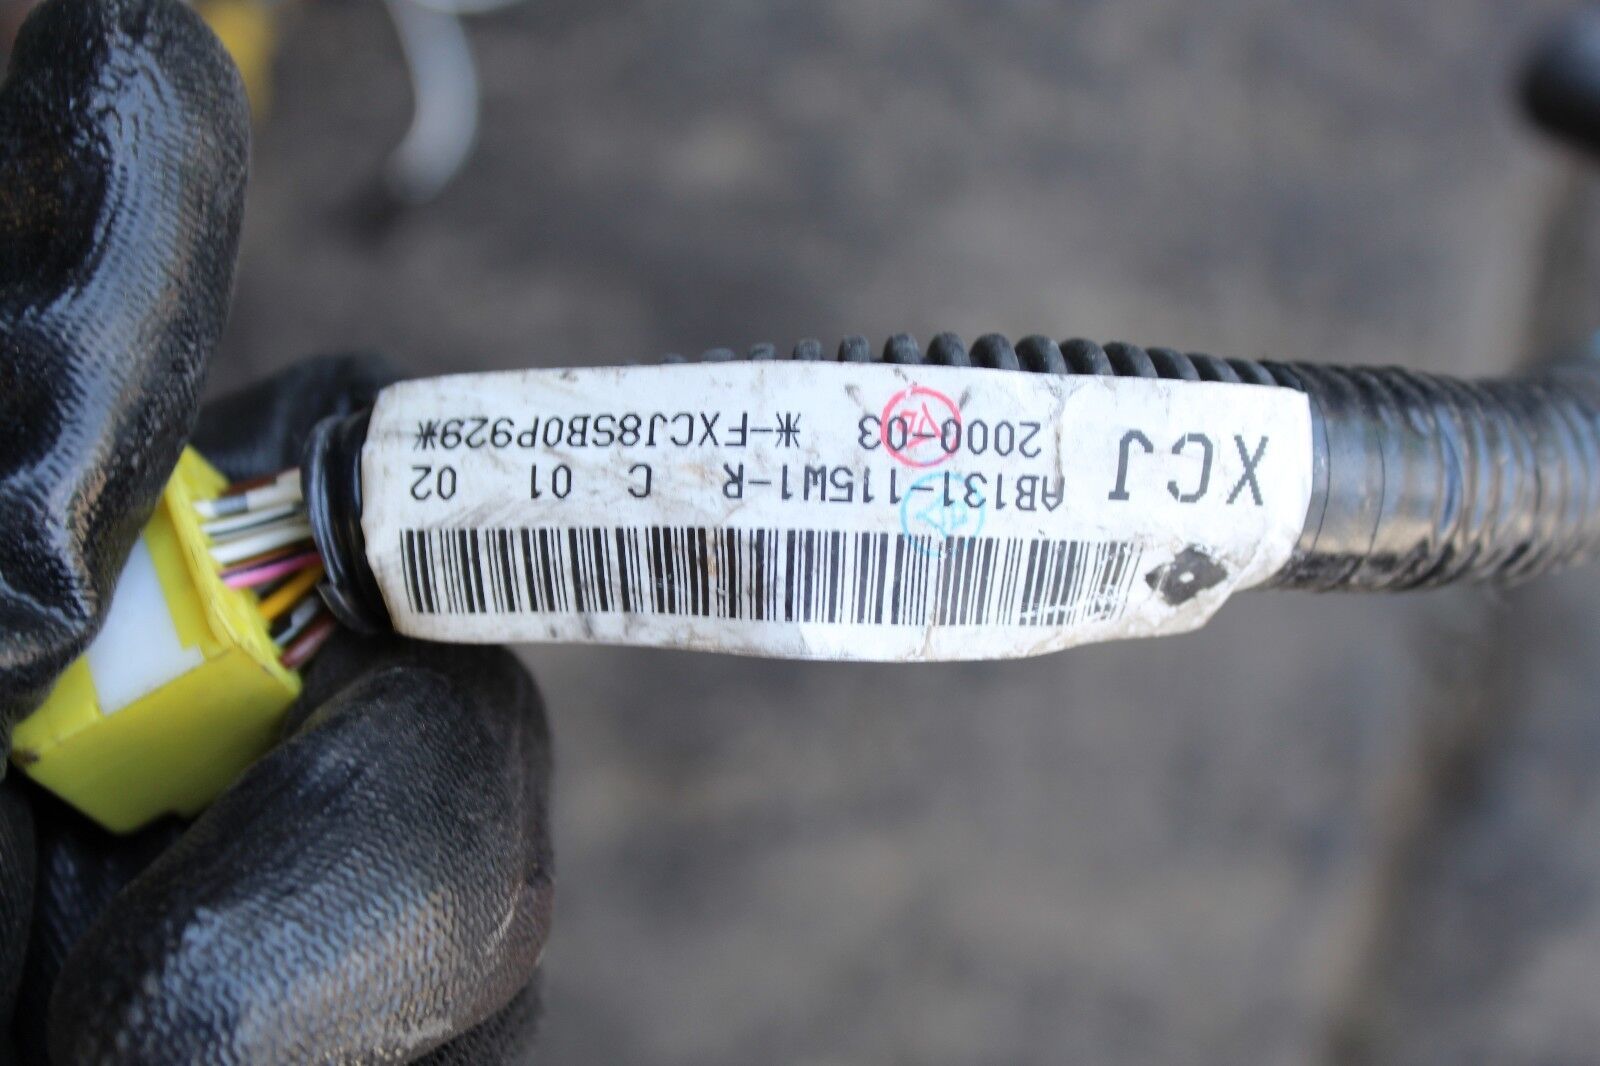 XCJ
AB131-115W1-R C 01 02
2000-03 *-FXCJ8SB0P929*